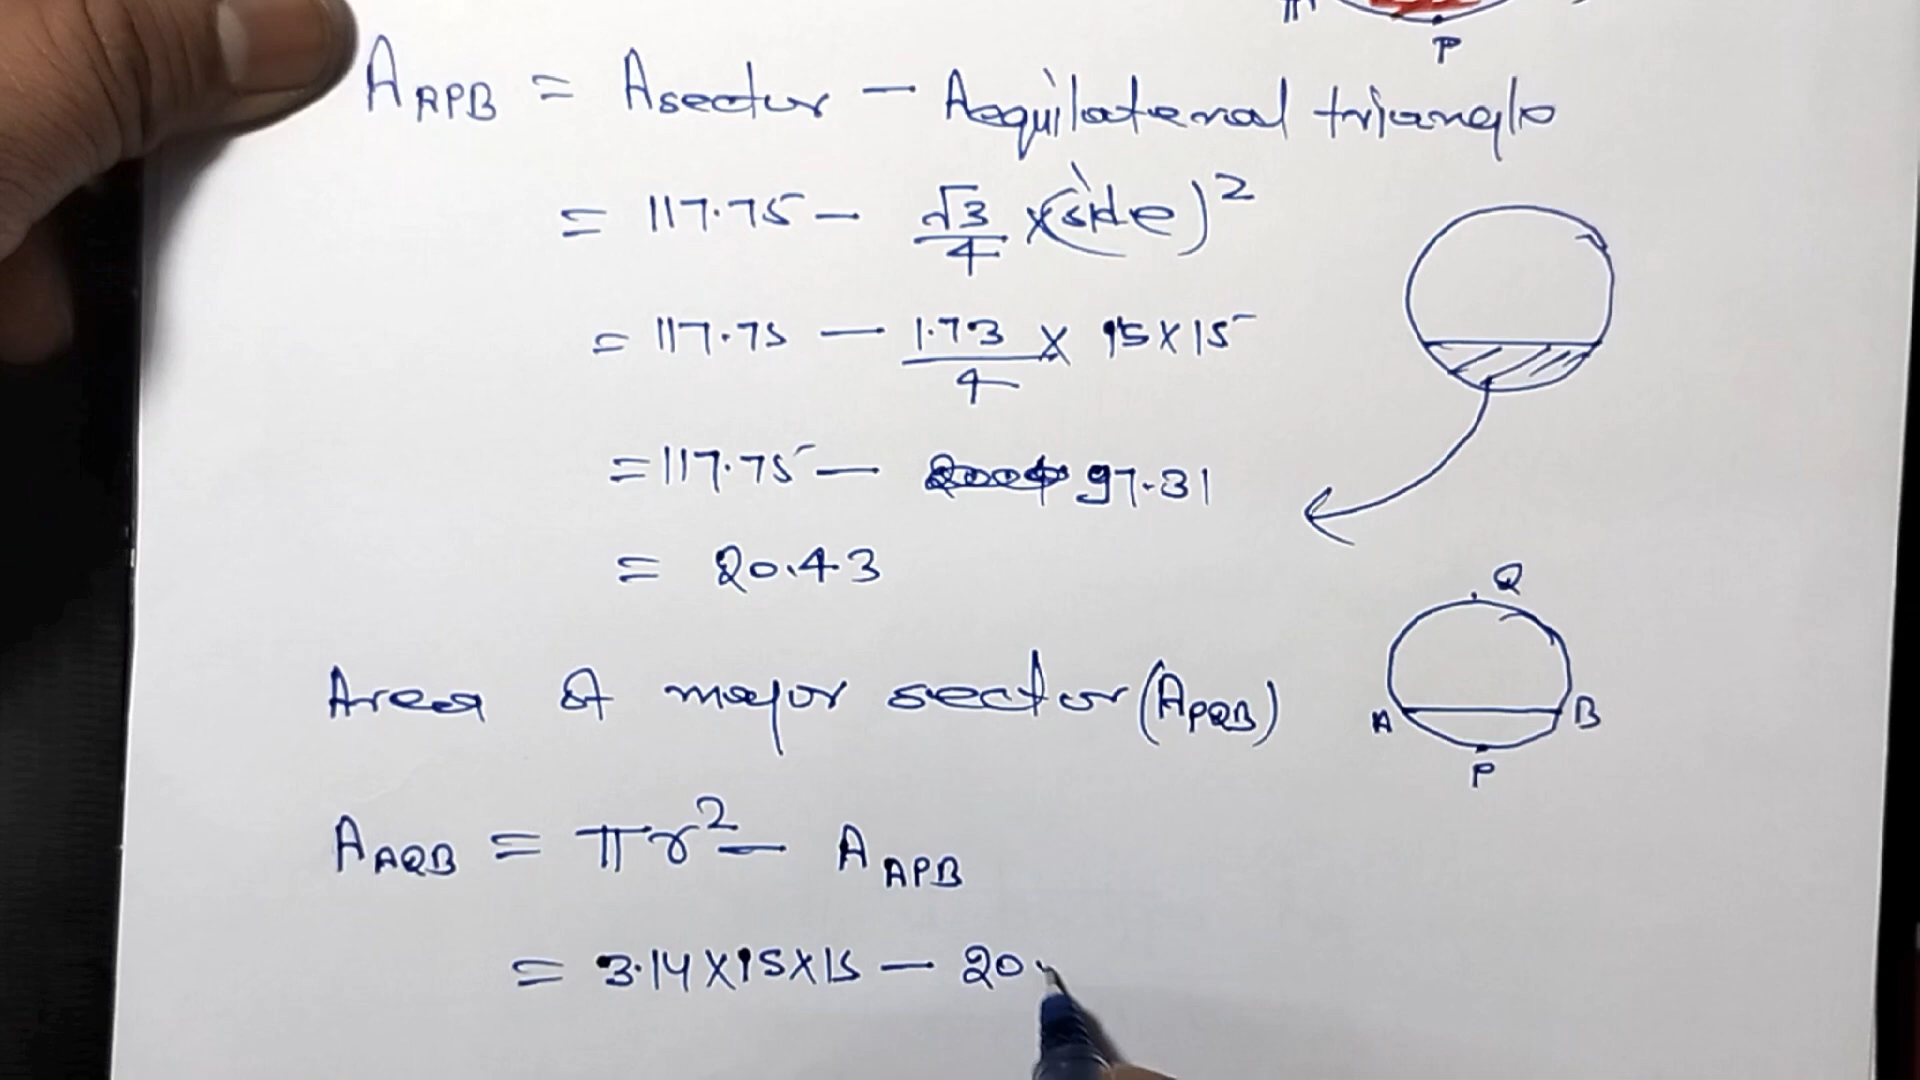 P
A_APB = A_sector - A_equilateral triangle
= 117.75 - √3/4 × (side)²
= 117.75 - 1.73/4 × 15 × 15
= 117.75 - 97.31
= 20.43
Q
A B
P
Area of major sector (A_PQB)
A_AQB = πr² - A_APB
= 3.14 × 15 × 15 - 20.